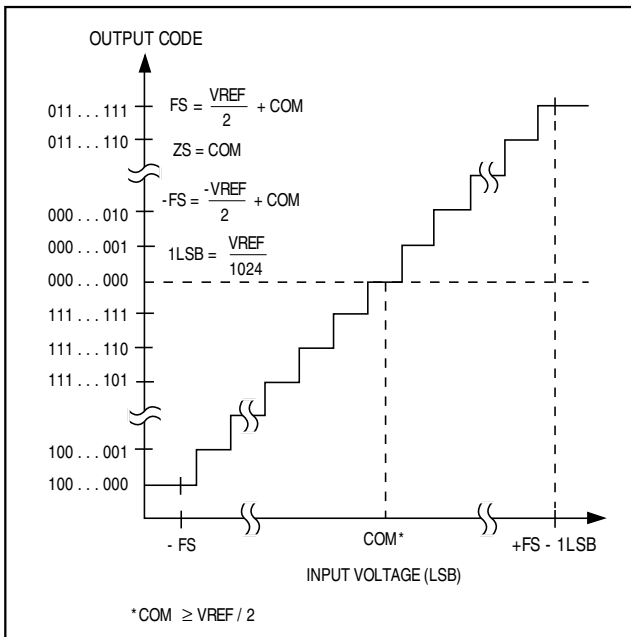 OUTPUT CODE
FS = VREF / 2 + COM
ZS = COM
-FS = -VREF / 2 + COM
1LSB = VREF / 1024
011 . . . 111
011 . . . 110
000 . . . 010
000 . . . 001
000 . . . 000
111 . . . 111
111 . . . 110
111 . . . 101
100 . . . 001
100 . . . 000
- FS
COM*
+FS - 1LSB
INPUT VOLTAGE (LSB)
*COM ≥ VREF / 2